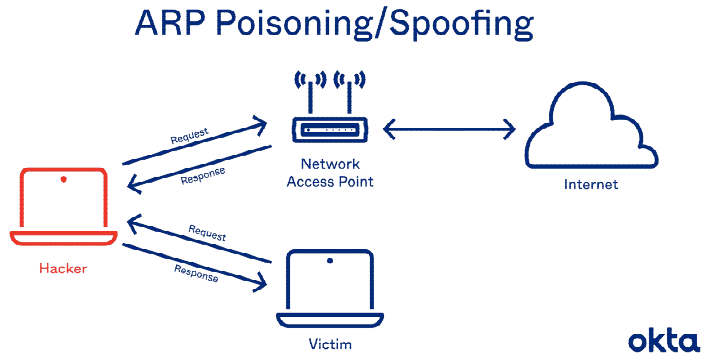 ARP Poisoning/Spoofing
Request
Response
Network
Access Point
Internet
Hacker
Request
Response
Victim
okta